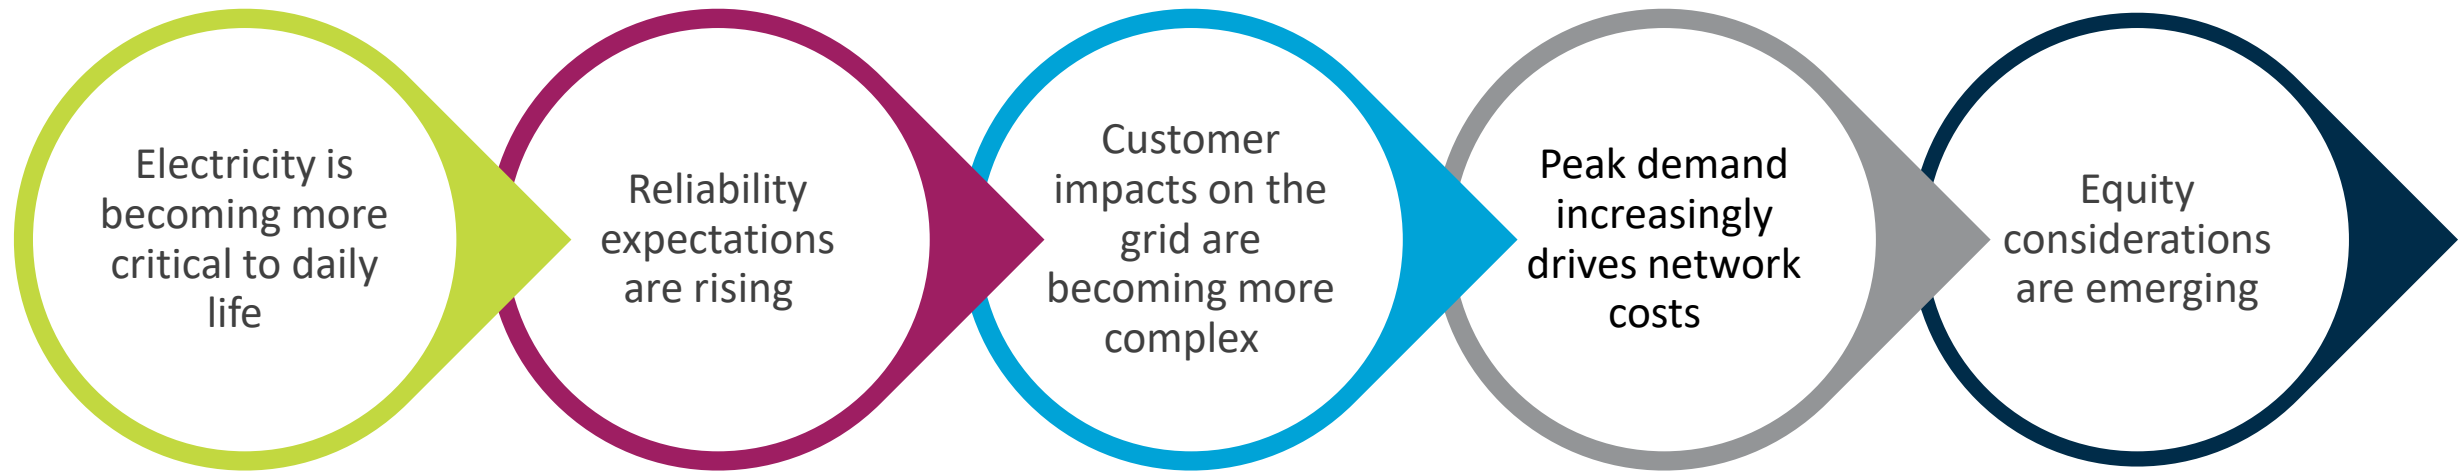 Electricity is
becoming more
critical to daily
life
Reliability
expectations
are rising
Customer
impacts on the
grid are
becoming more
complex
Peak demand
increasingly
drives network
costs
Equity
considerations
are emerging